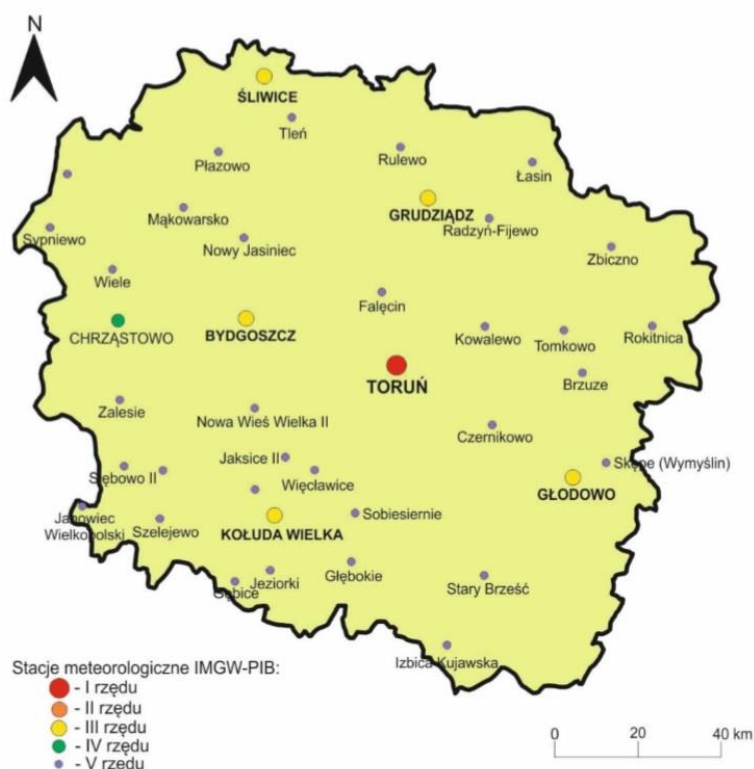 N
ŚLIWICE
Tleń
Płazowo
Rulewo
Łasin
Mąkowarsko
GRUDZIĄDZ
Radzyń-Fijewo
Sypniewo
Nowy Jasiniec
Zbiczno
Wiele
Falęcin
CHRZĄSTOWO
BYDGOSZCZ
Kowalewo
Tomkowo
Rokitnica
TORUŃ
Brzuze
Zalesie
Nowa Wieś Wielka II
Czernikowo
Jaksice II
Skępe (Wymyślin)
Słębowo II
Więcławice
GŁODOWO
Janowiec
Wielkopolski
Szelejewo
KOŁUDA WIELKA
Sobiesiernie
Gębice
Jeziorki
Głębokie
Stary Brześć
Izbica Kujawska
Stacje meteorologiczne IMGW-PIB:
- I rzędu
- II rzędu
- III rzędu
- IV rzędu
- V rzędu
0 20 40 km